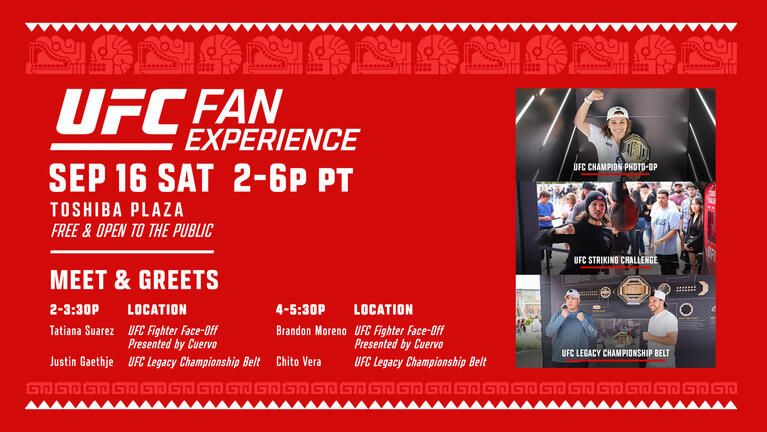 UFC FAN
EXPERIENCE
SEP 16 SAT 2-6P PT
TOSHIBA PLAZA
FREE & OPEN TO THE PUBLIC
MEET & GREETS
2-3:30P LOCATION
Tatiana Suarez UFC Fighter Face-Off
Presented by Cuervo
Justin Gaethje UFC Legacy Championship Belt
4-5:30P LOCATION
Brandon Moreno UFC Fighter Face-Off
Presented by Cuervo
Chito Vera UFC Legacy Championship Belt
UFC CHAMPION PHOTO-OP
UFC STRIKING CHALLENGE
UFC LEGACY CHAMPIONSHIP BELT